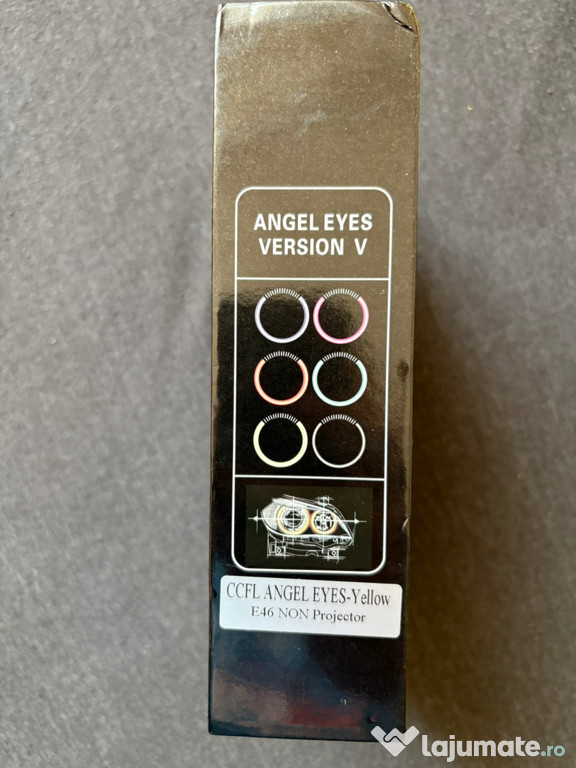 ANGEL EYES
VERSION V
CCFL ANGEL EYES-Yellow
E46 NON Projector
lajumate.ro